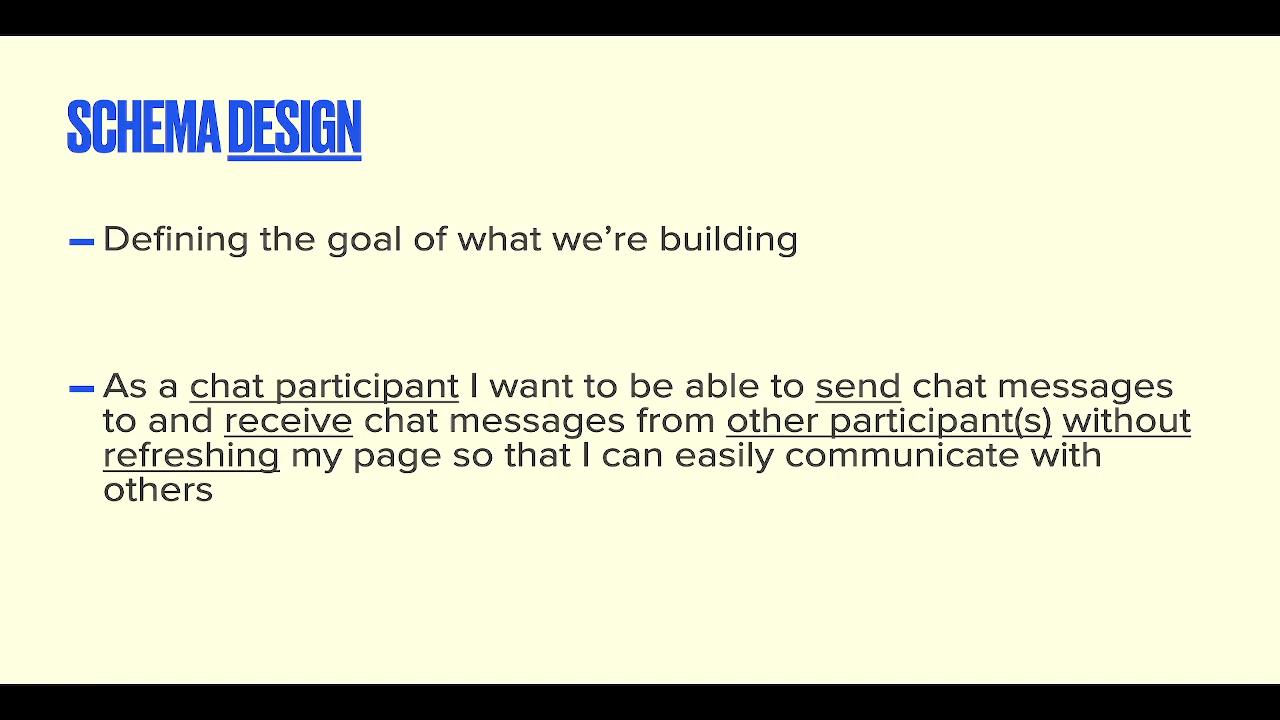 SCHEMA DESIGN
Defining the goal of what we’re building
As a chat participant I want to be able to send chat messages
to and receive chat messages from other participant(s) without
refreshing my page so that I can easily communicate with
others